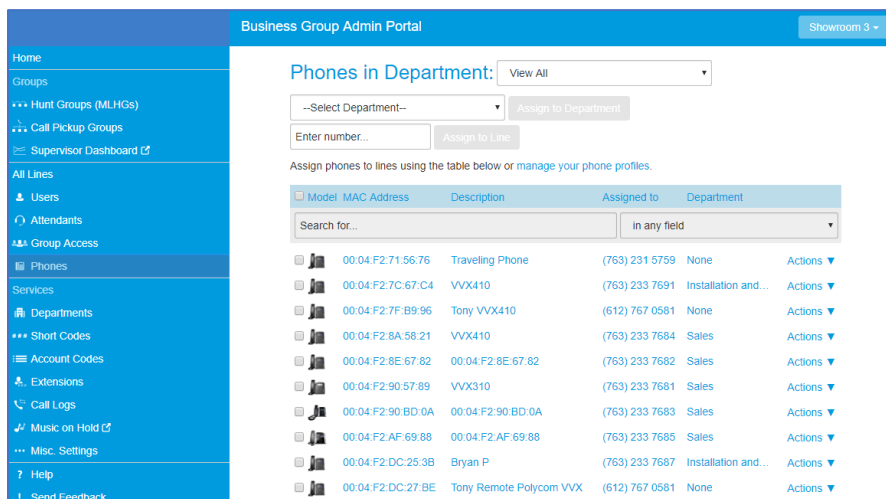 Business Group Admin Portal
Showroom 3
Home
Groups
Hunt Groups (MLHGs)
Call Pickup Groups
Supervisor Dashboard
All Lines
Users
Attendants
Group Access
Phones
Services
Departments
Short Codes
Account Codes
Extensions
Call Logs
Music on Hold
Misc. Settings
? Help
! Send Feedback
Phones in Department: View All
--Select Department-- Assign to Department
Enter number... Assign to Line
Assign phones to lines using the table below or manage your phone profiles.
Model MAC Address Description Assigned to Department
Search for... in any field
00:04:F2:71:56:76 Traveling Phone (763) 231 5759 None Actions ▼
00:04:F2:7C:67:C4 VVX410 (763) 233 7691 Installation and... Actions ▼
00:04:F2:7F:B9:96 Tony VVX410 (612) 767 0581 None Actions ▼
00:04:F2:8A:58:21 VVX410 (763) 233 7684 Sales Actions ▼
00:04:F2:8E:67:82 00:04:F2:8E:67:82 (763) 233 7682 Sales Actions ▼
00:04:F2:90:57:89 VVX310 (763) 233 7681 Sales Actions ▼
00:04:F2:90:BD:0A 00:04:F2:90:BD:0A (763) 233 7683 Sales Actions ▼
00:04:F2:AF:69:88 00:04:F2:AF:69:88 (763) 233 7685 Sales Actions ▼
00:04:F2:DC:25:3B Bryan P (763) 233 7687 Installation and... Actions ▼
00:04:F2:DC:27:BE Tony Remote Polycom VVX (612) 767 0581 None Actions ▼